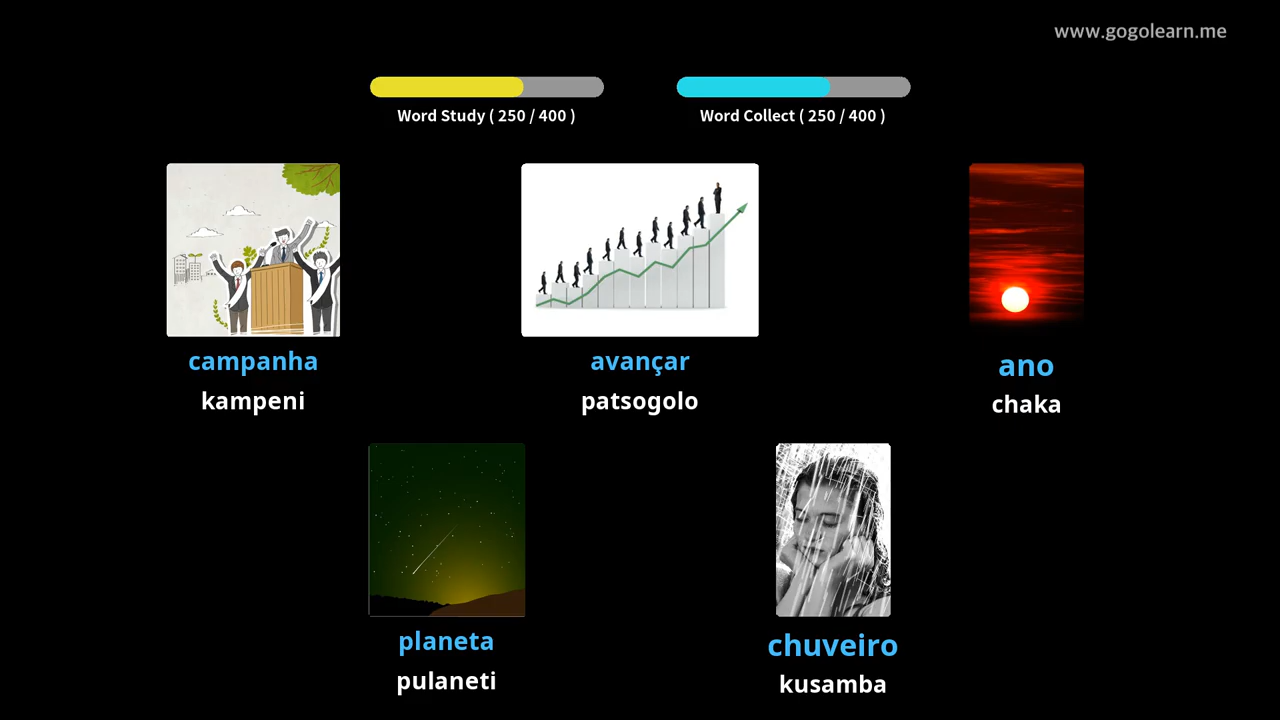 www.gogolearn.me
Word Study ( 250 / 400 )
Word Collect ( 250 / 400 )
campanha
kampeni
avançar
patsogolo
ano
chaka
planeta
pulaneti
chuveiro
kusamba